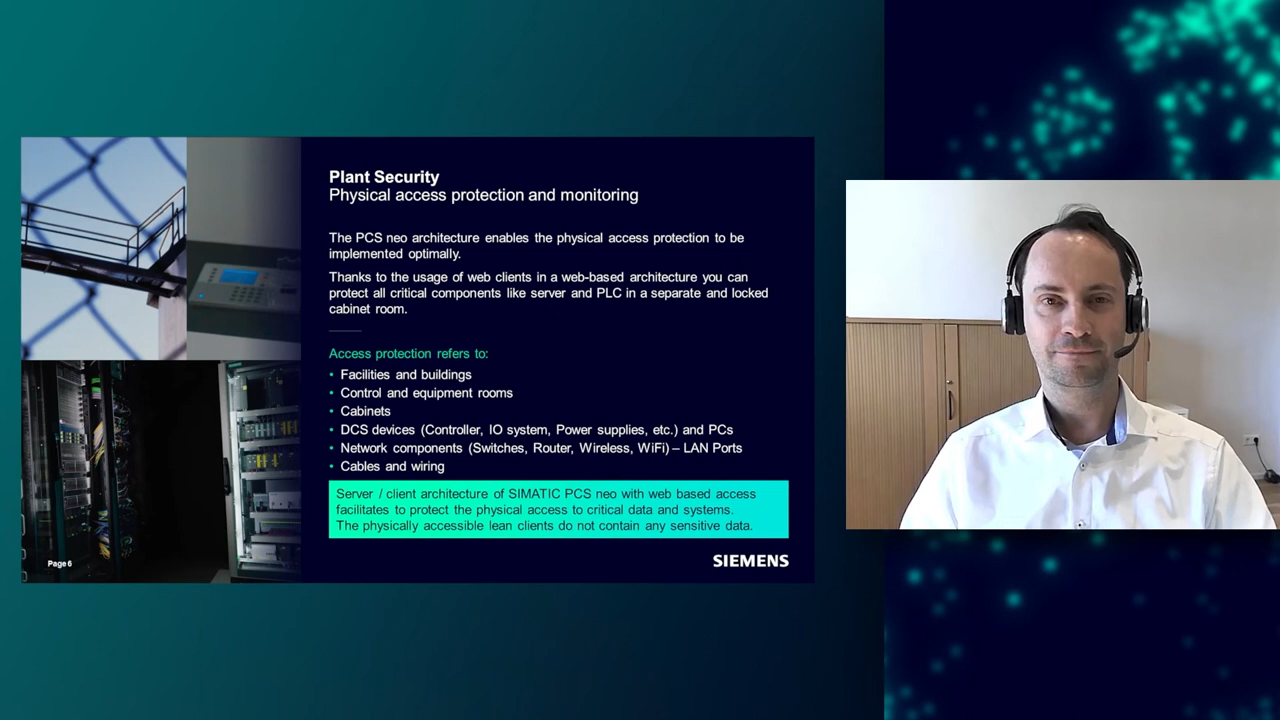 Plant Security
Physical access protection and monitoring
The PCS neo architecture enables the physical access protection to be
implemented optimally.
Thanks to the usage of web clients in a web-based architecture you can
protect all critical components like server and PLC in a separate and locked
cabinet room.
Access protection refers to:
• Facilities and buildings
• Control and equipment rooms
• Cabinets
• DCS devices (Controller, IO system, Power supplies, etc.) and PCs
• Network components (Switches, Router, Wireless, WiFi) – LAN Ports
• Cables and wiring
Server / client architecture of SIMATIC PCS neo with web based access
facilitates to protect the physical access to critical data and systems.
The physically accessible lean clients do not contain any sensitive data.
Page 6
SIEMENS